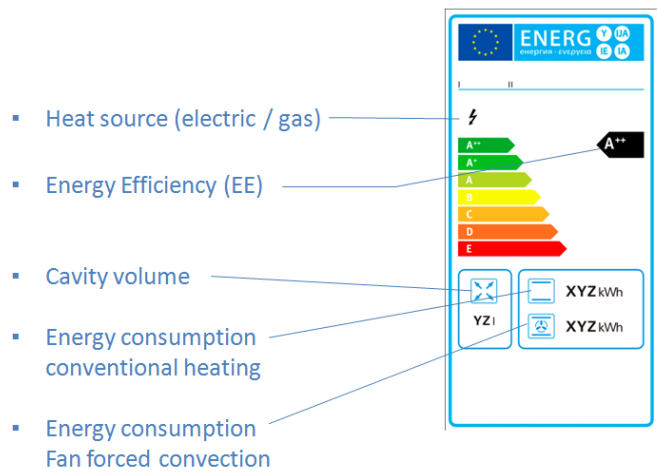 ENERG Y UA
енергия · ενεργεια IE IA
I II
▪ Heat source (electric / gas)
A++ A++
A+
▪ Energy Efficiency (EE)
A
B
C
D
E
▪ Cavity volume
XYZ kWh
YZ l
XYZ kWh
▪ Energy consumption
conventional heating
▪ Energy consumption
Fan forced convection